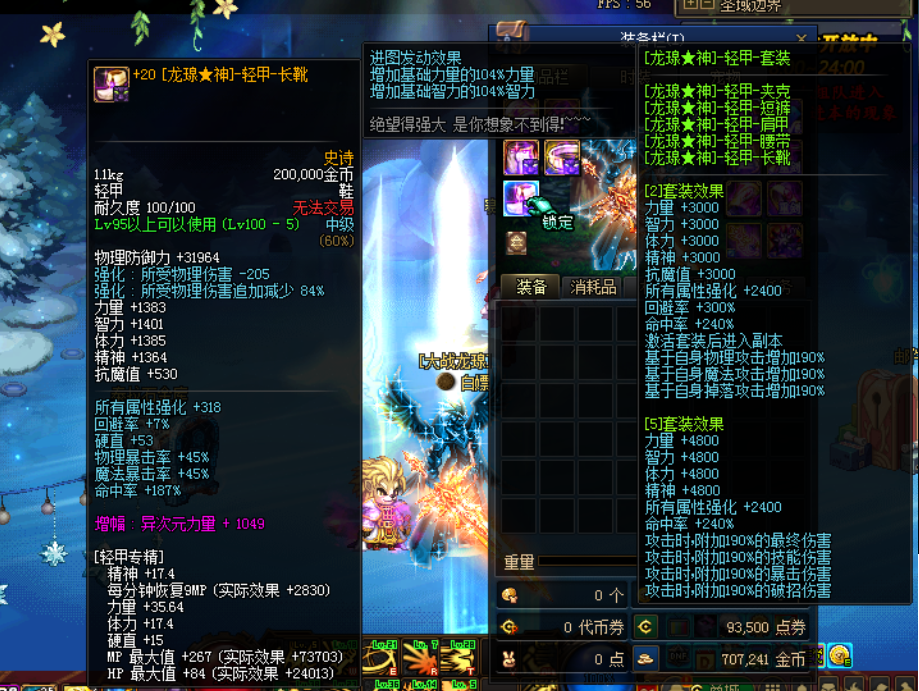 FPS : 56
圣域边界
装备栏(I)
+20 [龙琅★神]-轻甲-长靴
史诗
1.1kg
200,000金币
轻甲
鞋
耐久度 100/100
无法交易
Lv95以上可以使用 (Lv100 - 5)
中级
(60%)
物理防御力 +31964
强化 : 所受物理伤害 -205
强化 : 所受物理伤害追加减少 84%
力量 +1383
智力 +1401
体力 +1385
精神 +1364
抗魔值 +530
所有属性强化 +318
回避率 +7%
硬直 +53
物理暴击率 +45%
魔法暴击率 +45%
命中率 +187%
增幅 : 异次元力量 + 1049
[轻甲专精]
精神 +17.4
每分钟恢复9MP (实际效果 +2830)
力量 +35.64
体力 +17.4
硬直 +15
MP 最大值 +267 (实际效果 +73703)
HP 最大值 +84 (实际效果 +24013)
进图发动效果
增加基础力量的104%力量
增加基础智力的104%智力
绝望得强大 是你想象不到得!~~~
锁定
装备
消耗品
[大战龙琅
白嫖
重量
0 个
0 代币券
93,500 点券
0 点
707,241 金币
[龙琅★神]-轻甲-套装
[龙琅★神]-轻甲-夹克
[龙琅★神]-轻甲-短裤
[龙琅★神]-轻甲-肩甲
[龙琅★神]-轻甲-腰带
[龙琅★神]-轻甲-长靴
[2]套装效果
力量 +3000
智力 +3000
体力 +3000
精神 +3000
抗魔值 +3000
所有属性强化 +2400
回避率 +300%
命中率 +240%
激活套装后进入副本
基于自身物理攻击增加190%
基于自身魔法攻击增加190%
基于自身掉落攻击增加190%
[5]套装效果
力量 +4800
智力 +4800
体力 +4800
精神 +4800
所有属性强化 +2400
命中率 +240%
攻击时,附加190%的最终伤害
攻击时,附加190%的技能伤害
攻击时,附加190%的暴击伤害
攻击时,附加190%的破招伤害